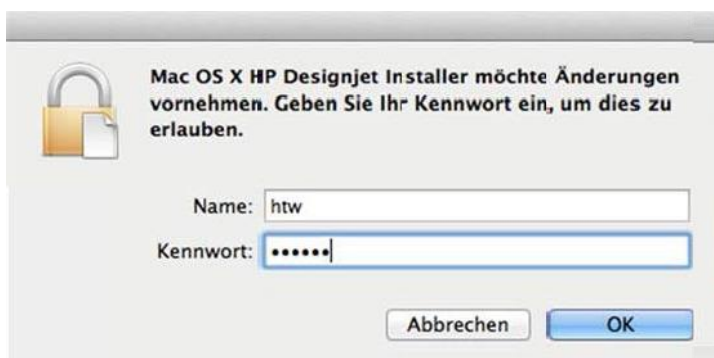 Mac OS X HP Designjet Installer möchte Änderungen
vornehmen. Geben Sie Ihr Kennwort ein, um dies zu
erlauben.
Name: htw
Kennwort: ••••••
Abbrechen OK